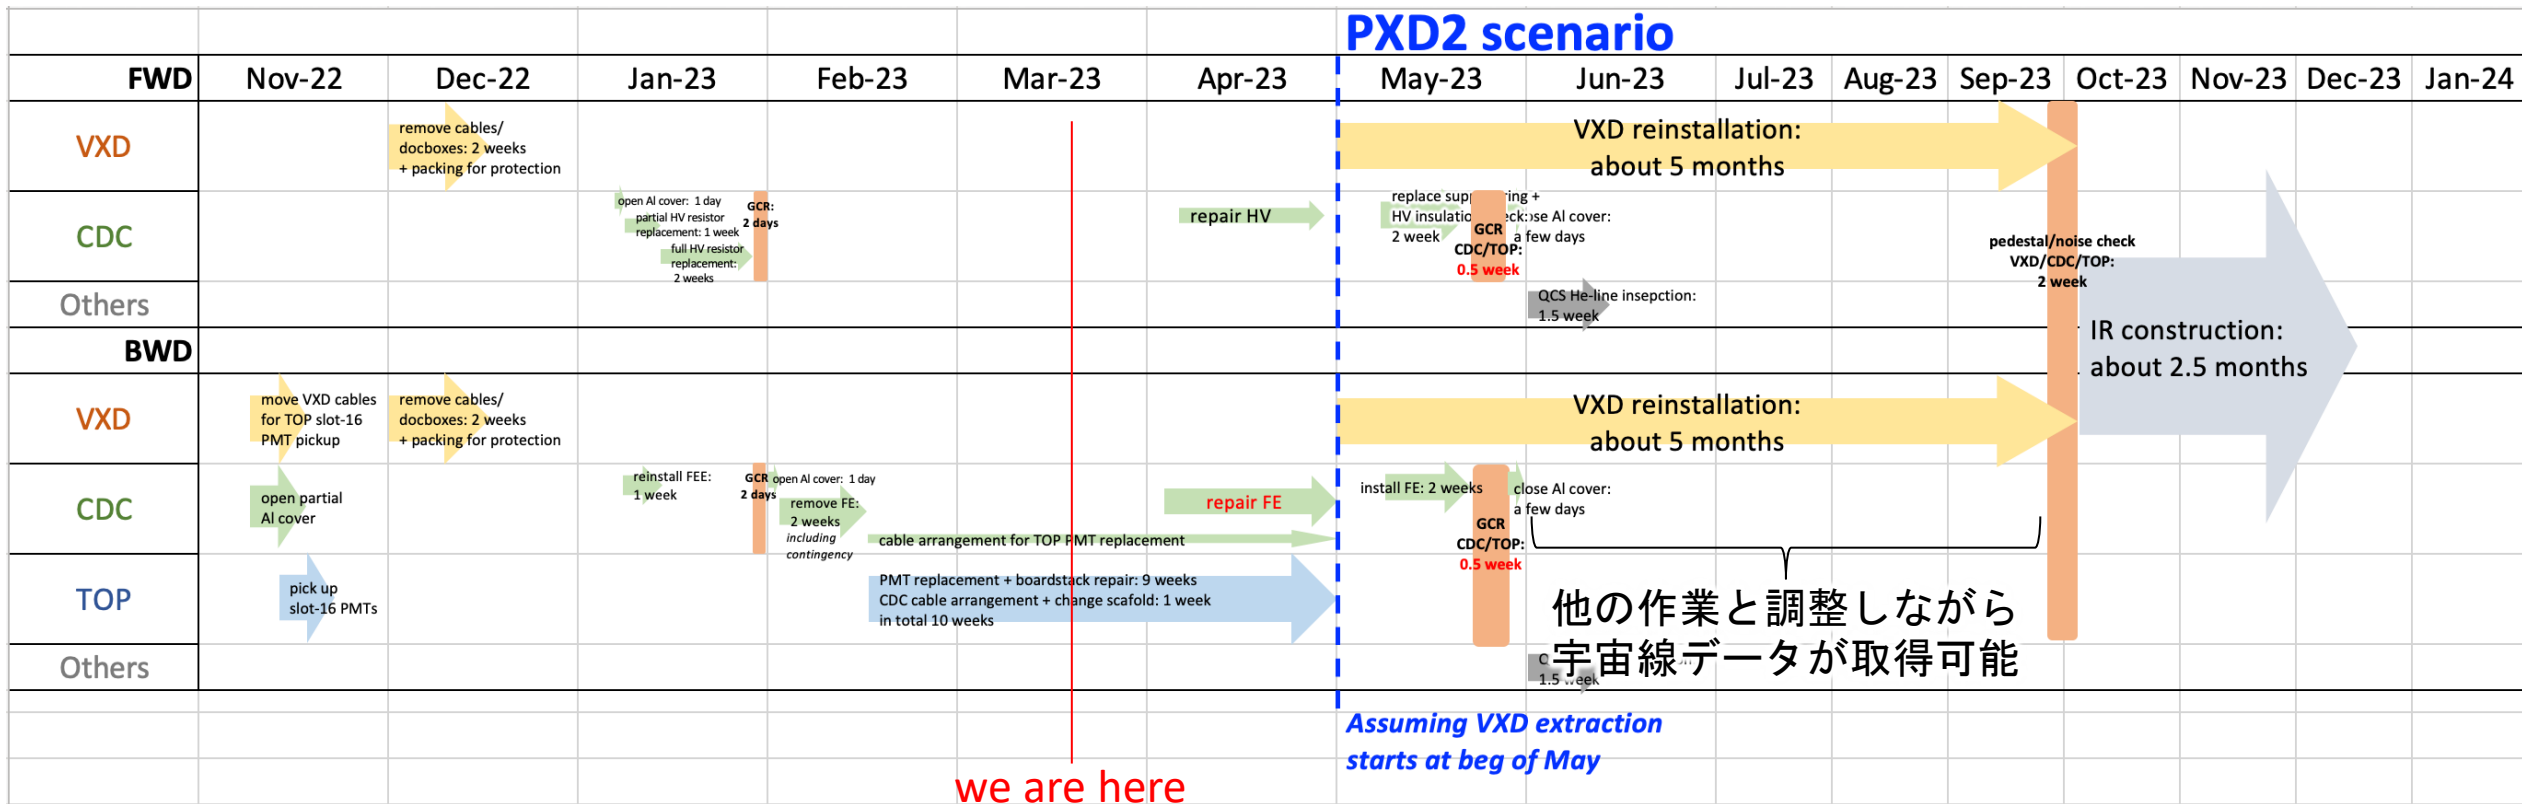 PXD2 scenario
FWD Nov-22 Dec-22 Jan-23 Feb-23 Mar-23 Apr-23 May-23 Jun-23 Jul-23 Aug-23 Sep-23 Oct-23 Nov-23 Dec-23 Jan-24
VXD
remove cables/
docboxes: 2 weeks
+ packing for protection
VXD reinstallation:
about 5 months
CDC
open Al cover: 1 day
partial HV resistor
replacement: 1 week
full HV resistor
replacement:
2 weeks
GCR:
2 days
repair HV
replace supp ring +
HV insulatio
2 week
GCR
CDC/TOP:
0.5 week
ose Al cover:
a few days
pedestal/noise check
VXD/CDC/TOP:
2 week
Others
QCS He-line insepction:
1.5 week
IR construction:
about 2.5 months
BWD
VXD
move VXD cables
for TOP slot-16
PMT pickup
remove cables/
docboxes: 2 weeks
+ packing for protection
VXD reinstallation:
about 5 months
CDC
open partial
Al cover
reinstall FEE:
1 week
GCR
2 days
open Al cover: 1 day
remove FE:
2 weeks
including
contingency
repair FE
cable arrangement for TOP PMT replacement
install FE: 2 weeks
GCR
CDC/TOP:
0.5 week
close Al cover:
a few days
TOP
pick up
slot-16 PMTs
PMT replacement + boardstack repair: 9 weeks
CDC cable arrangement + change scafold: 1 week
in total 10 weeks
他の作業と調整しながら
宇宙線データが取得可能
Others
1.5 week
Assuming VXD extraction
starts at beg of May
we are here